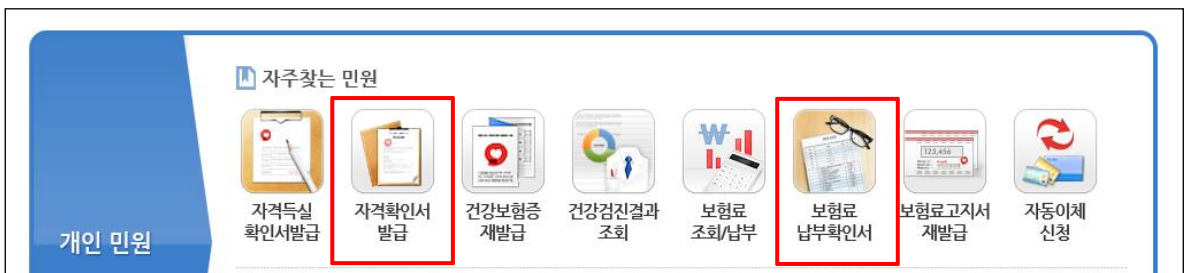 자주찾는 민원
자격득실
확인서발급
자격확인서
발급
건강보험증
재발급
건강검진결과
조회
보험료
조회/납부
보험료
납부확인서
보험료고지서
재발급
123,456
자동이체
신청
개인 민원